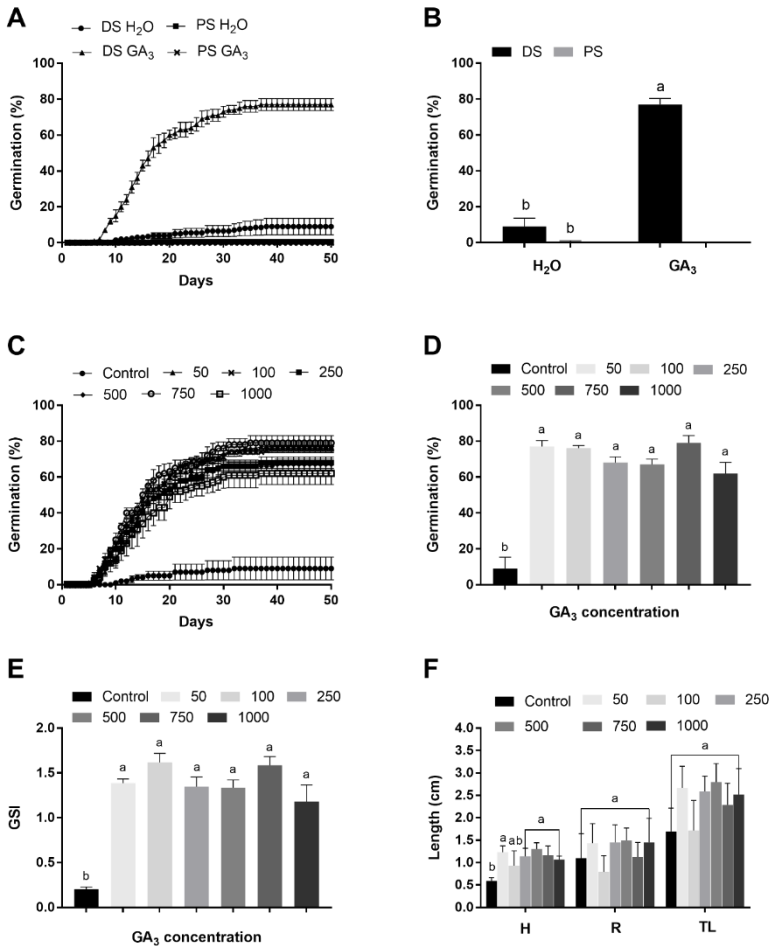 A
DS H₂O PS H₂O
DS GA₃ PS GA₃
Germination (%)
100
80
60
40
20
0
0 10 20 30 40 50
Days
B
DS PS
Germination (%)
100
80
60
40
20
0
b b a
H₂O GA₃
C
Control 50 100 250
500 750 1000
Germination (%)
100
80
60
40
20
0
0 10 20 30 40 50
Days
D
Control 50 100 250
500 750 1000
Germination (%)
100
80
60
40
20
0
b a a a a a a
GA₃ concentration
E
Control 50 100 250
500 750 1000
GSI
2.0
1.5
1.0
0.5
0.0
b a a a a a a
GA₃ concentration
F
Control 50 100 250
500 750 1000
Length (cm)
4.0
3.5
3.0
2.5
2.0
1.5
1.0
0.5
0.0
b a ab a a a
H R TL